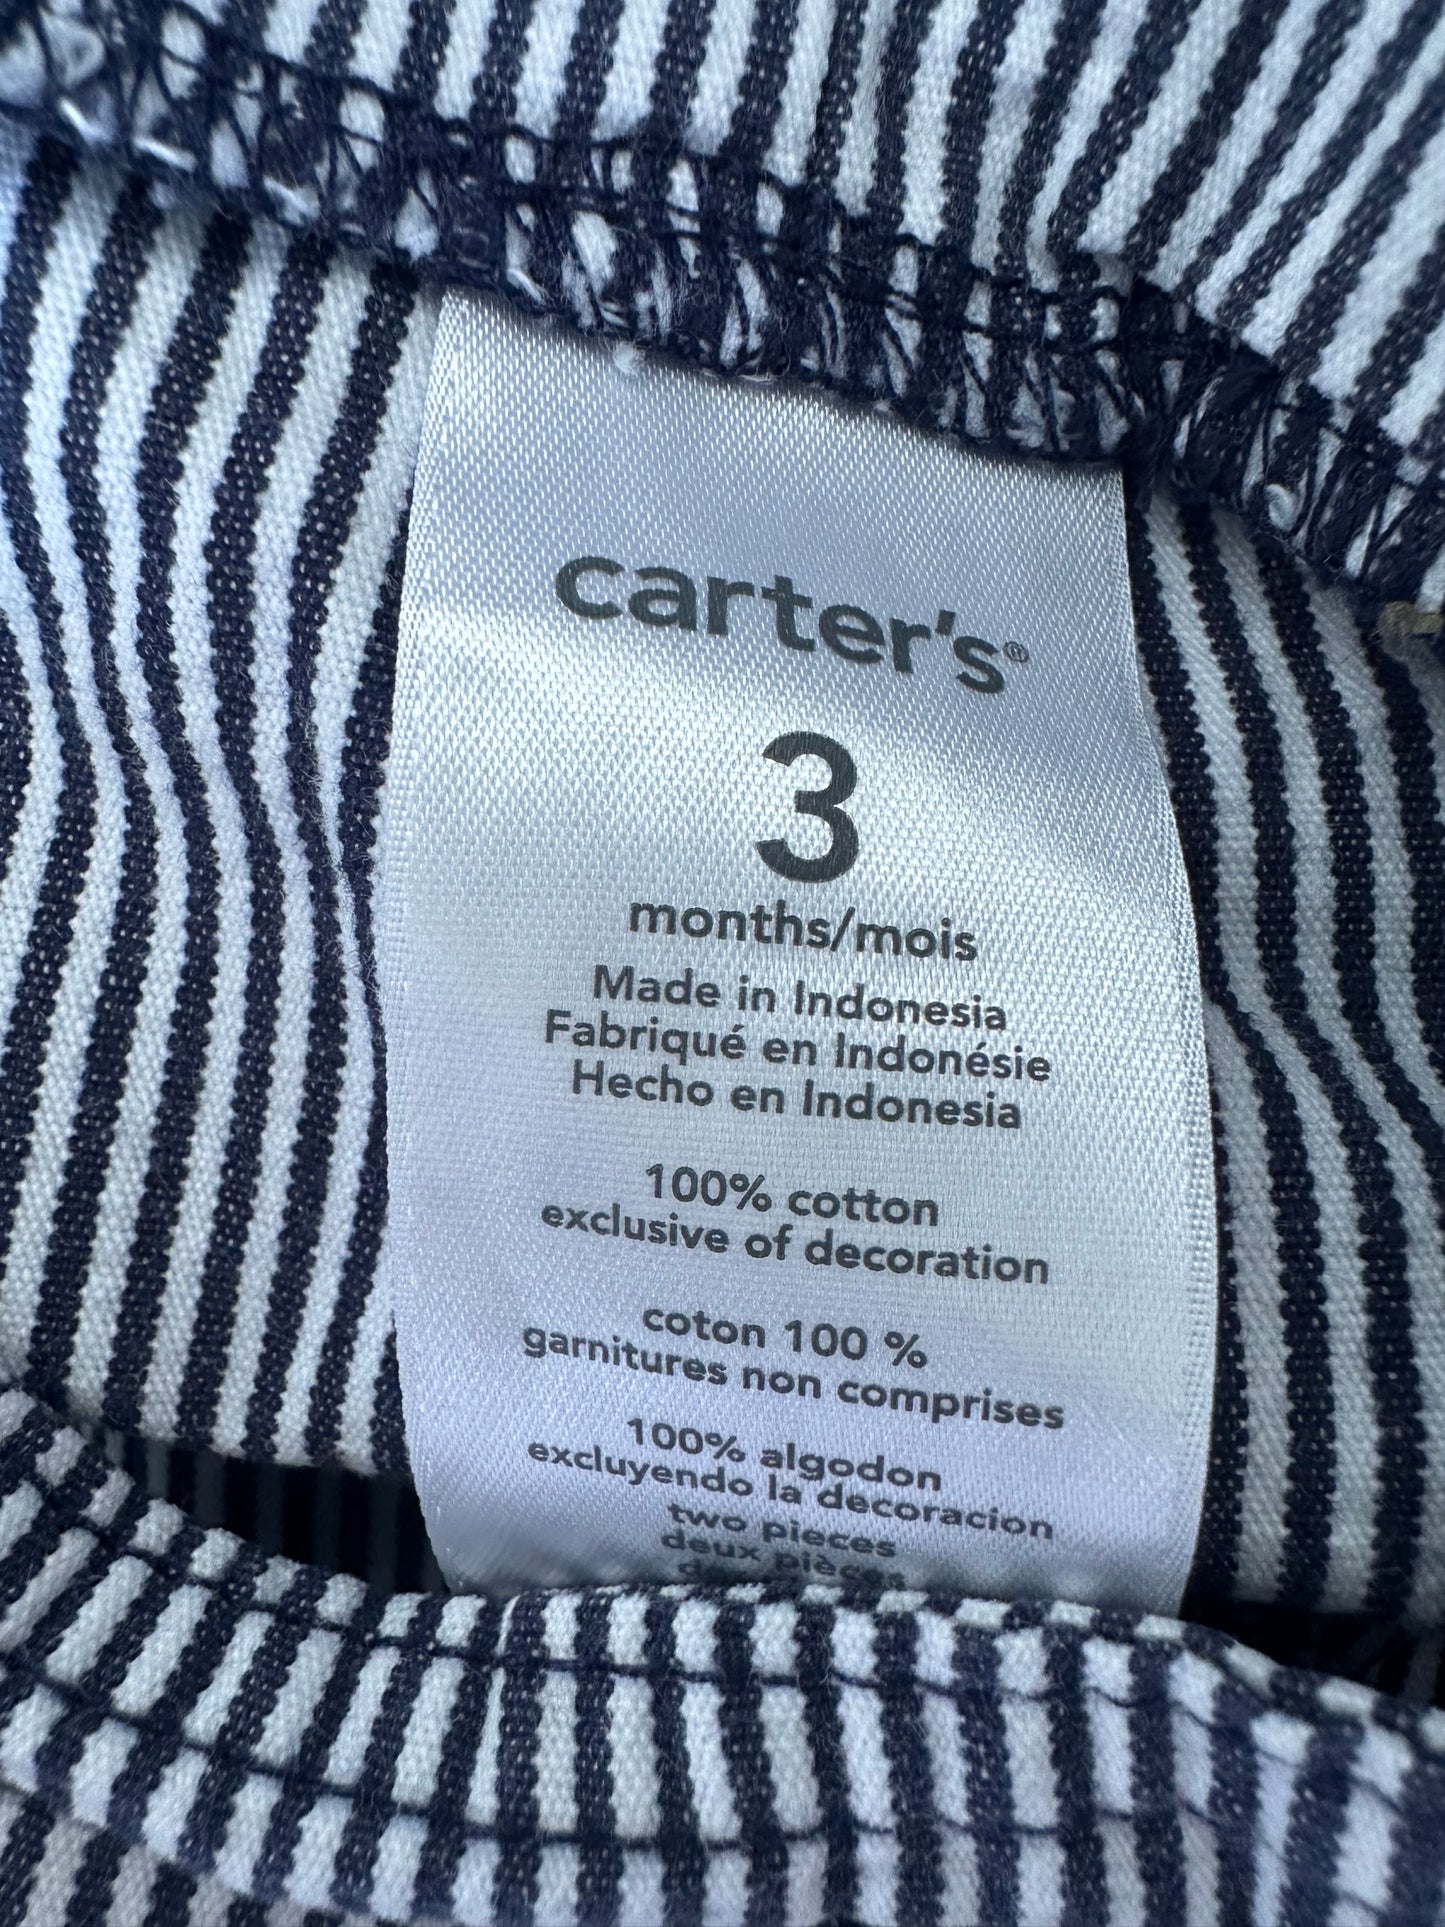 carter's®
3
months/mois
Made in Indonesia
Fabriqué en Indonésie
Hecho en Indonesia
100% cotton
exclusive of decoration
coton 100 %
garnitures non comprises
100% algodon
excluyendo la decoracion
two pieces
deux pièces